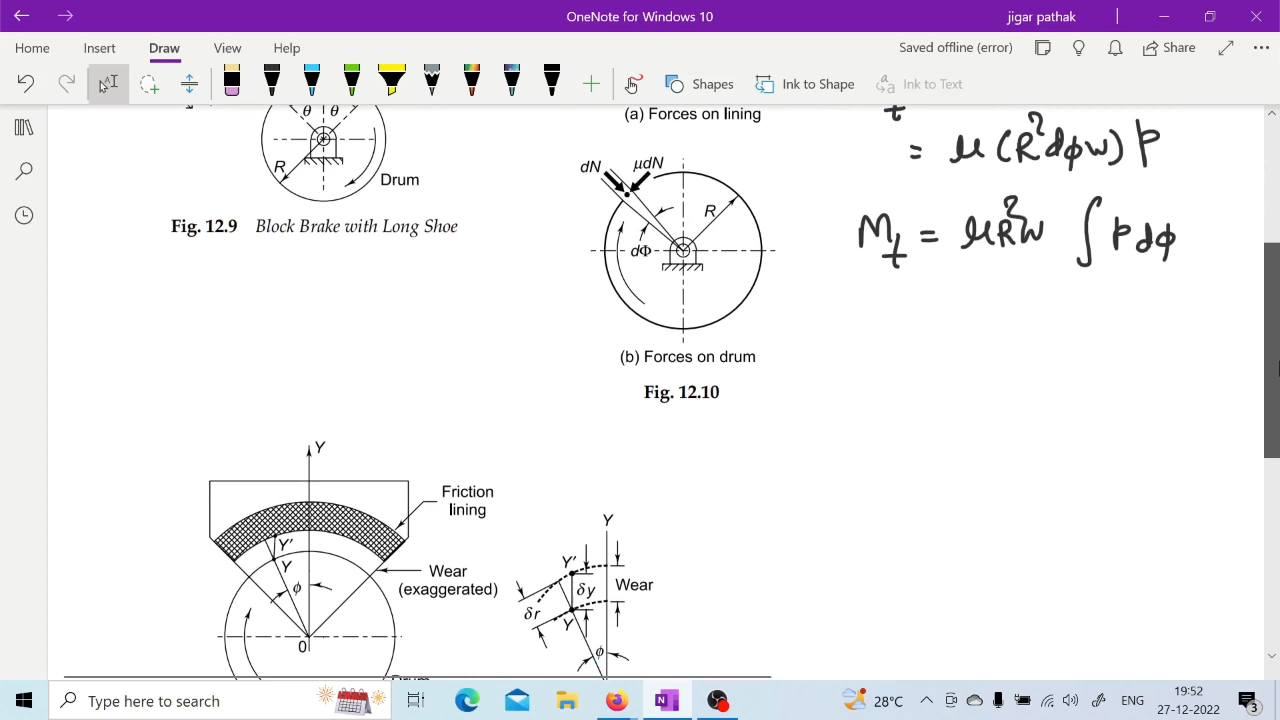 OneNote for Windows 10
jigar pathak
Home Insert Draw View Help
Saved offline (error)
Share
Shapes
Ink to Shape
Ink to Text
θ θ
R
Drum
Fig. 12.9 Block Brake with Long Shoe
(a) Forces on lining
dN μdN
R
dΦ
(b) Forces on drum
Fig. 12.10
t
= μ (R²dϕw) p
Mt = μR²w ∫ p dϕ
Y
Friction
lining
Y'
Y
ϕ
Wear
(exaggerated)
0
Y
Y'
δy
Wear
δr
Y
ϕ
Type here to search
28°C
ENG
19:52
27-12-2022
3